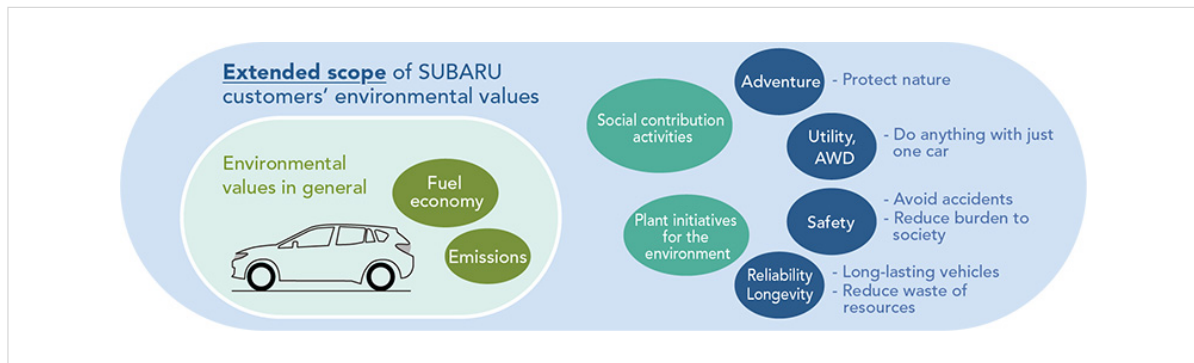 Extended scope of SUBARU
customers’ environmental values
Environmental
values in general
Fuel
economy
Emissions
Social contribution
activities
Plant initiatives
for the
environment
Adventure
- Protect nature
Utility,
AWD
- Do anything with just
one car
Safety
- Avoid accidents
- Reduce burden to
society
Reliability
Longevity
- Long-lasting vehicles
- Reduce waste of
resources